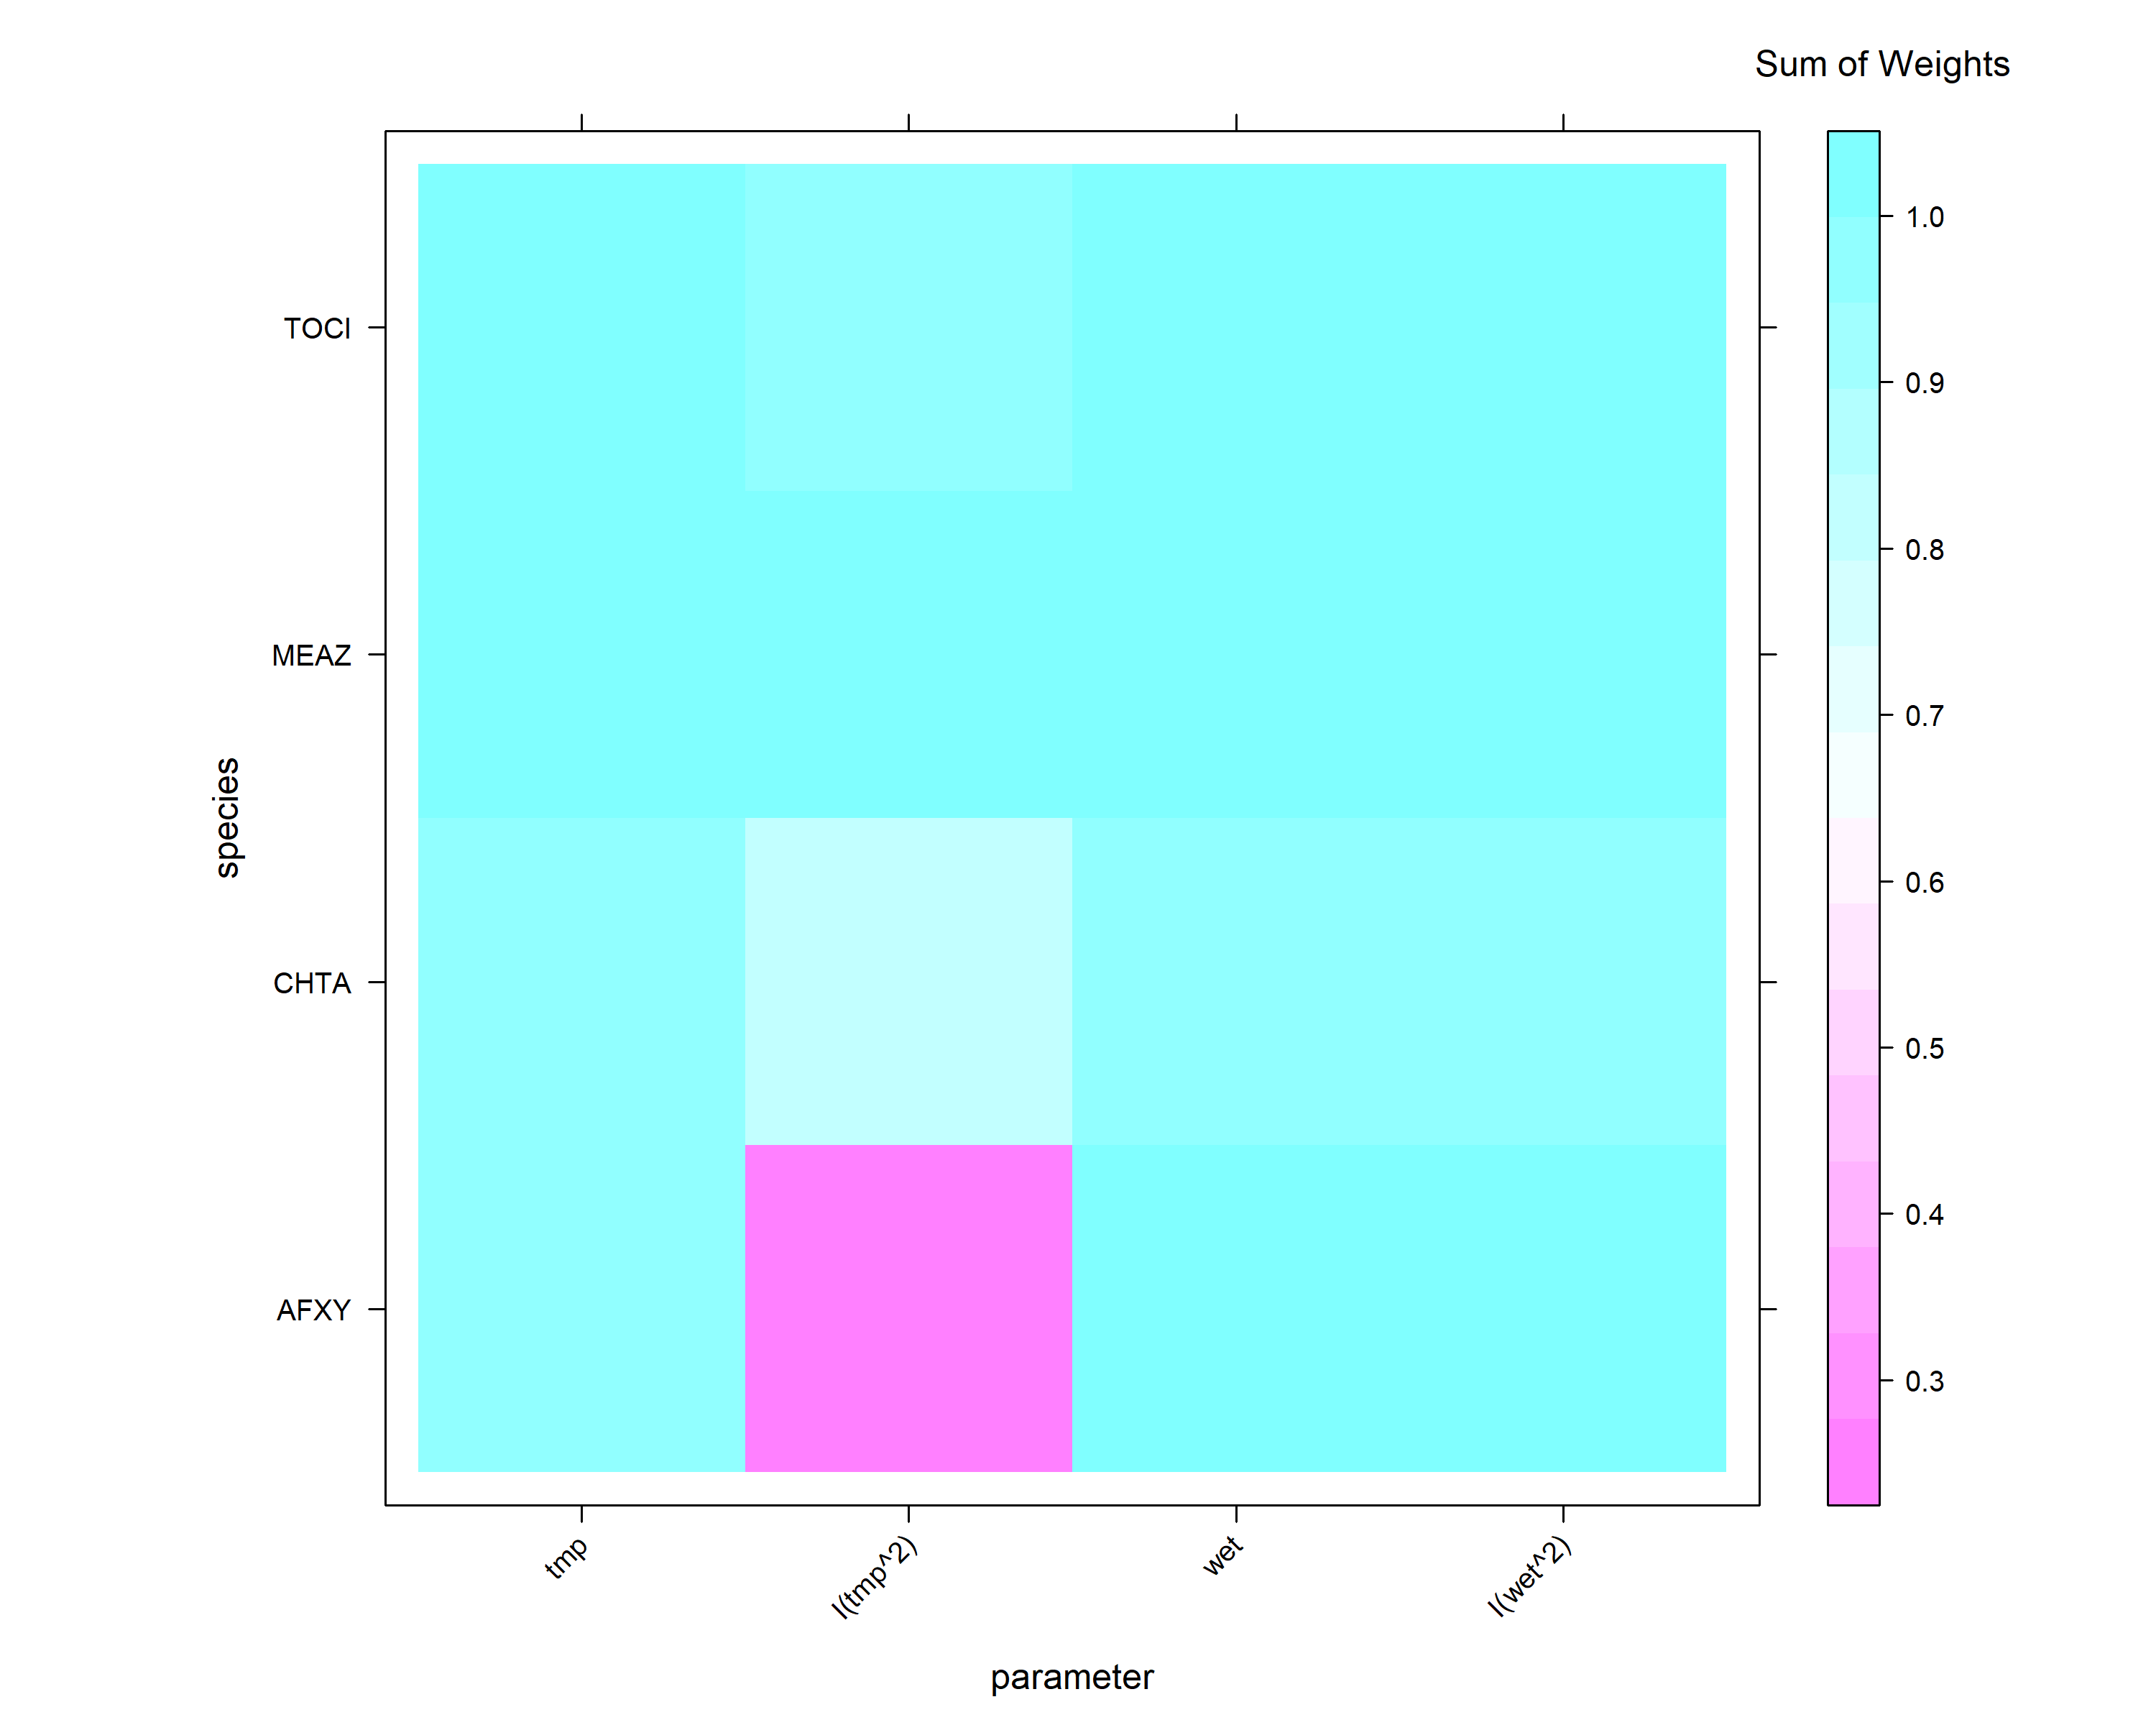 Sum of Weights
1.0
0.9
0.8
0.7
0.6
0.5
0.4
0.3
TOCI
MEAZ
CHTA
AFXY
species
tmp
I(tmp^2)
wet
I(wet^2)
parameter